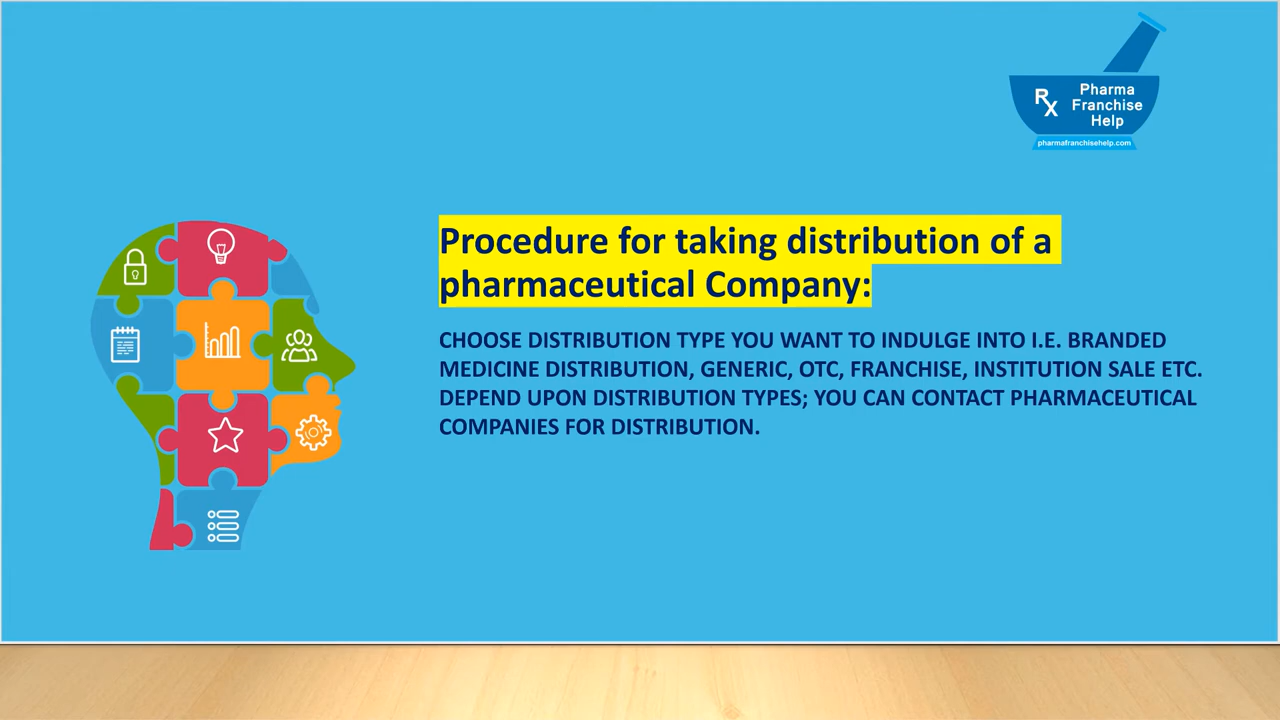 Rx
Pharma
Franchise
Help
pharmafranchisehelp.com
Procedure for taking distribution of a
pharmaceutical Company:
CHOOSE DISTRIBUTION TYPE YOU WANT TO INDULGE INTO I.E. BRANDED
MEDICINE DISTRIBUTION, GENERIC, OTC, FRANCHISE, INSTITUTION SALE ETC.
DEPEND UPON DISTRIBUTION TYPES; YOU CAN CONTACT PHARMACEUTICAL
COMPANIES FOR DISTRIBUTION.